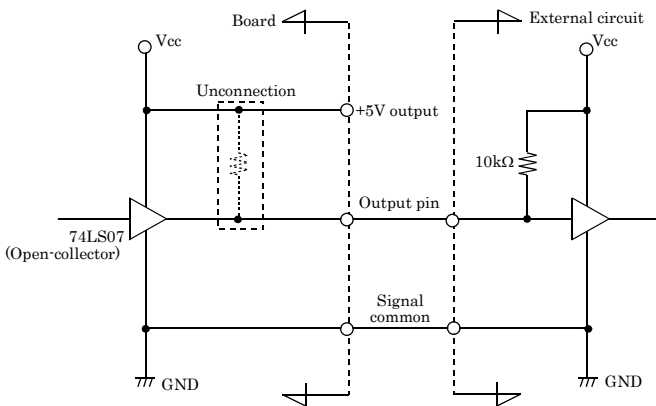 Board
External circuit
Vcc
Vcc
Unconnection
+5V output
10kΩ
Output pin
74LS07
(Open-collector)
Signal
common
GND
GND